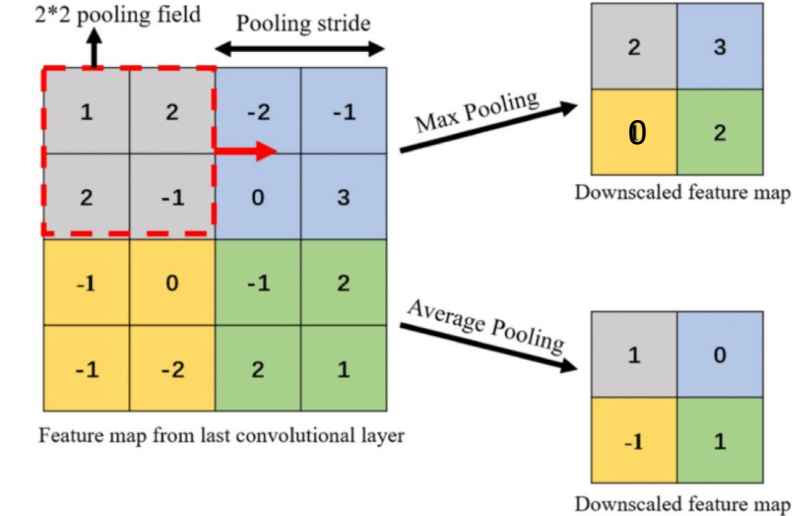 2*2 pooling field
Pooling stride
1 2 -2 -1
2 -1 0 3
-1 0 -1 2
-1 -2 2 1
Feature map from last convolutional layer
Max Pooling
2 3
0 2
Downscaled feature map
Average Pooling
1 0
-1 1
Downscaled feature map